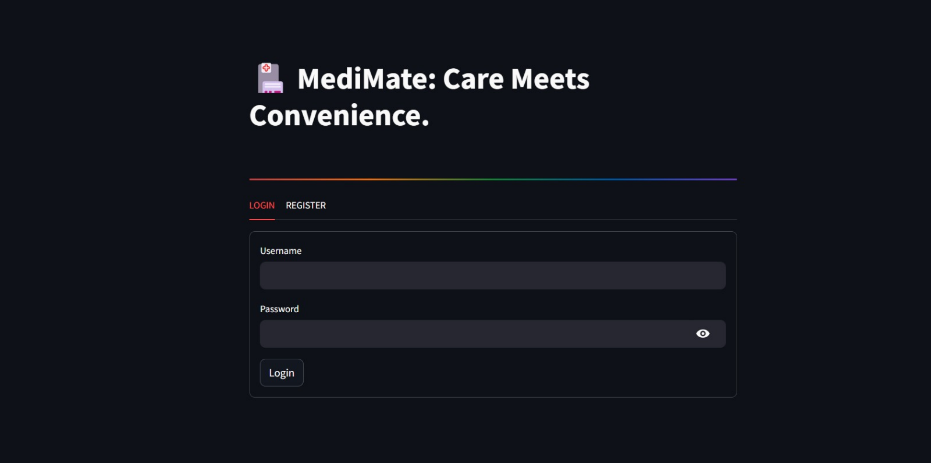 MediMate: Care Meets
Convenience.
LOGIN REGISTER
Username
Password
Login